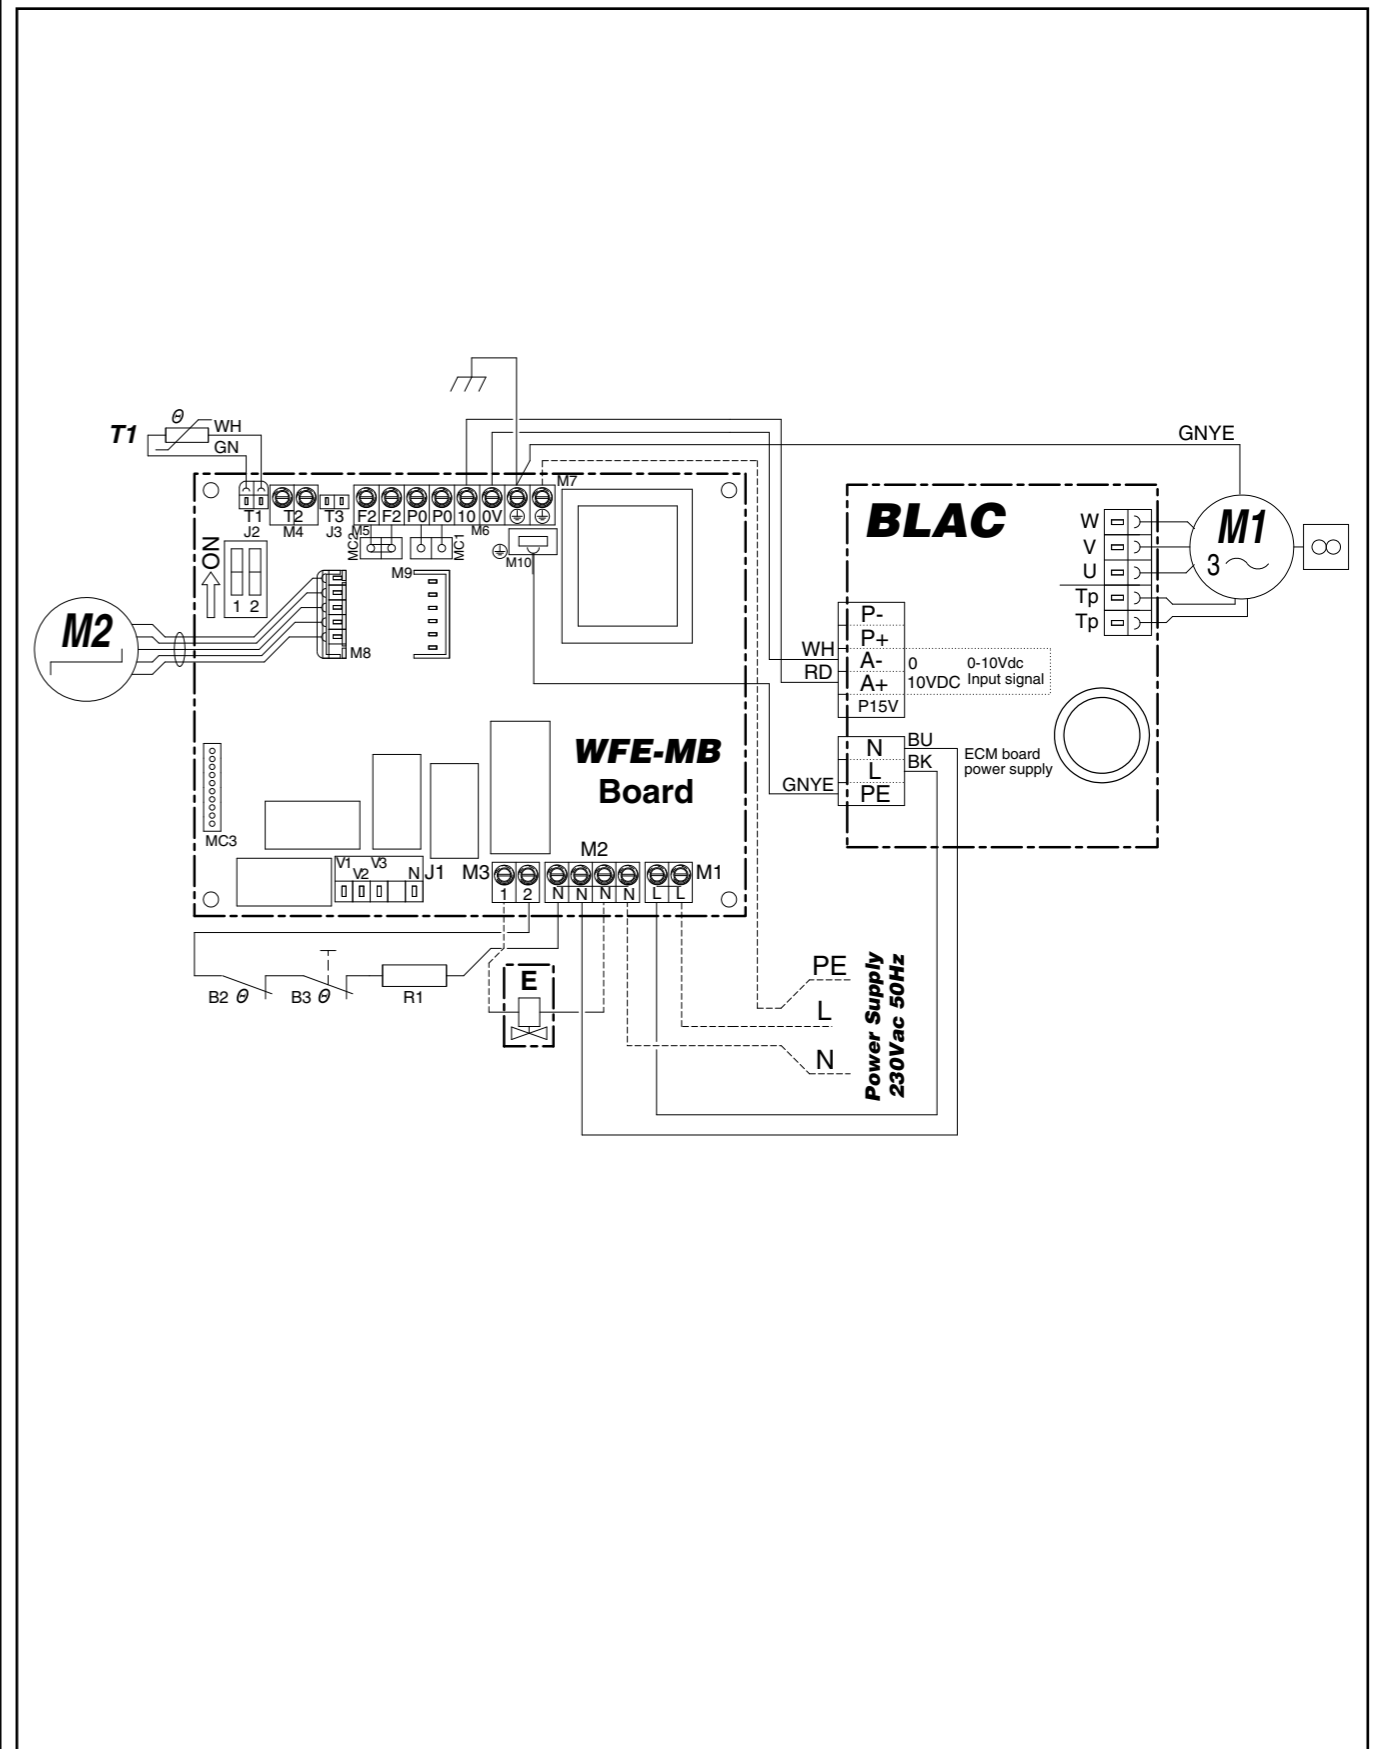 GNYE
θ
T1
WH
GN
M7
T1
T2
T3
F2
F2
P0
P0
10
0V
J2
M4
J3
M5
M6
MC2
MC1
M10
ON
1 2
M9
M8
M2
BLAC
W
V
U
Tp
Tp
M1
3
P-
P+
A-
A+
P15V
WH
RD
0
10VDC
0-10Vdc
Input signal
N
L
PE
BU
BK
GNYE
ECM board
power supply
WFE-MB
Board
MC3
V1
V2
V3
N
J1
M3
M2
M1
1
2
N
N
N
N
L
L
B2 θ
B3 θ
R1
E
PE
L
N
Power Supply
230Vac 50Hz